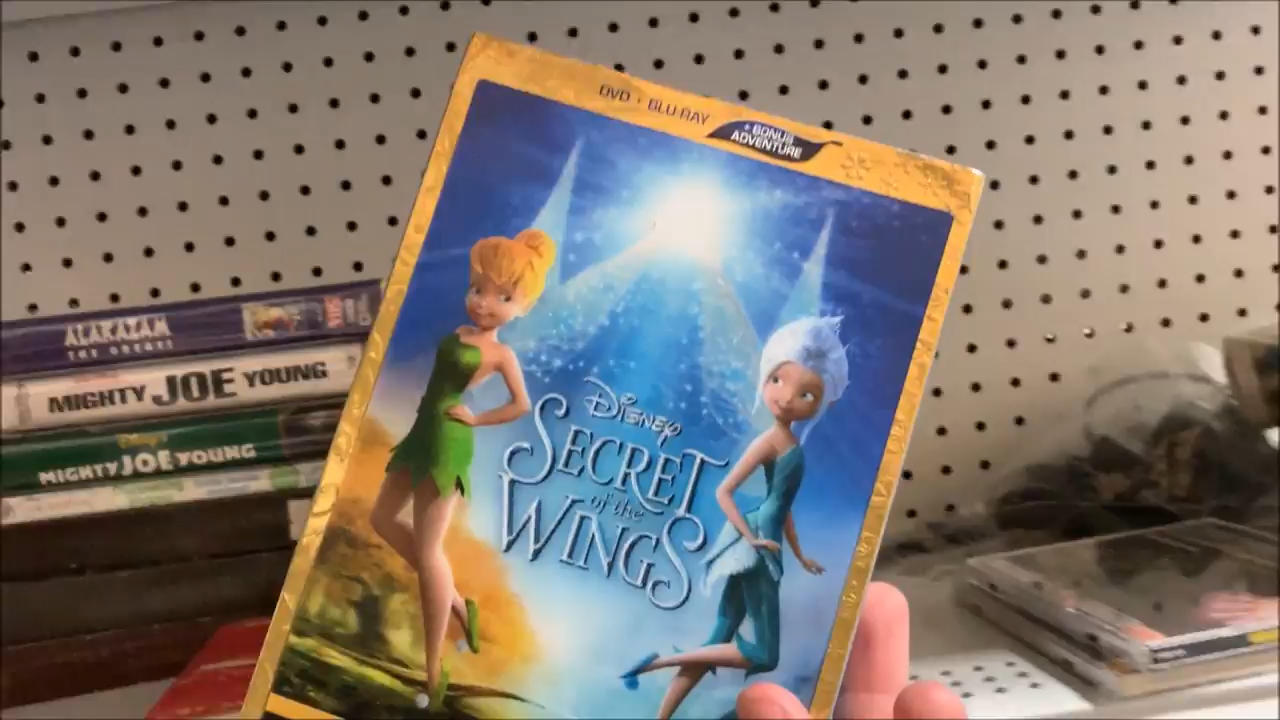 DVD + BLU-RAY
+ BONUS
ADVENTURE
Disney
SECRET
of the
WINGS
ALAKAZAM
THE GREAT
VHS
MIGHTY JOE YOUNG
Disney's
MIGHTY JOE YOUNG